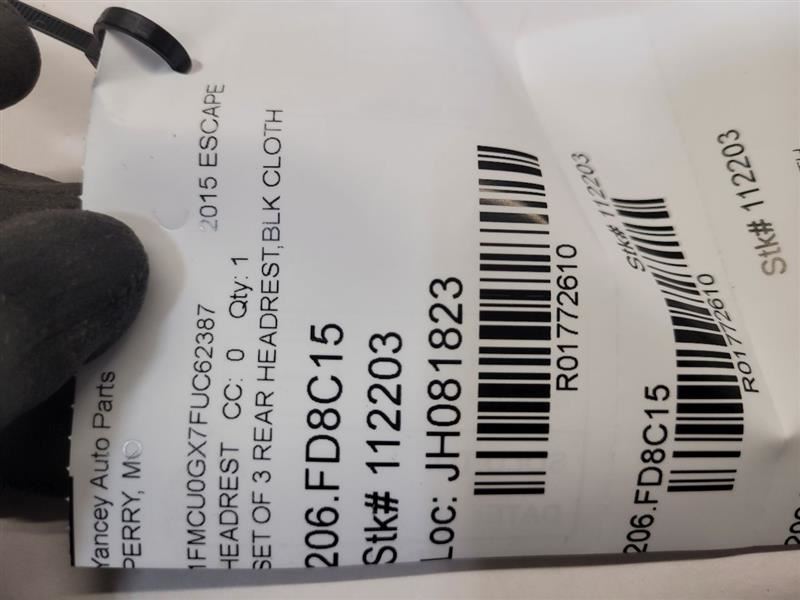 Yancey Auto Parts
PERRY, MO
1FMCU0GX7FUC62387 2015 ESCAPE
HEADREST CC: 0 Qty: 1
SET OF 3 REAR HEADREST,BLK CLOTH
206.FD8C15
Stk# 112203
Loc: JH081823
R01772610
206.FD8C15
Stk# 112203
R01772610
Stk# 112203